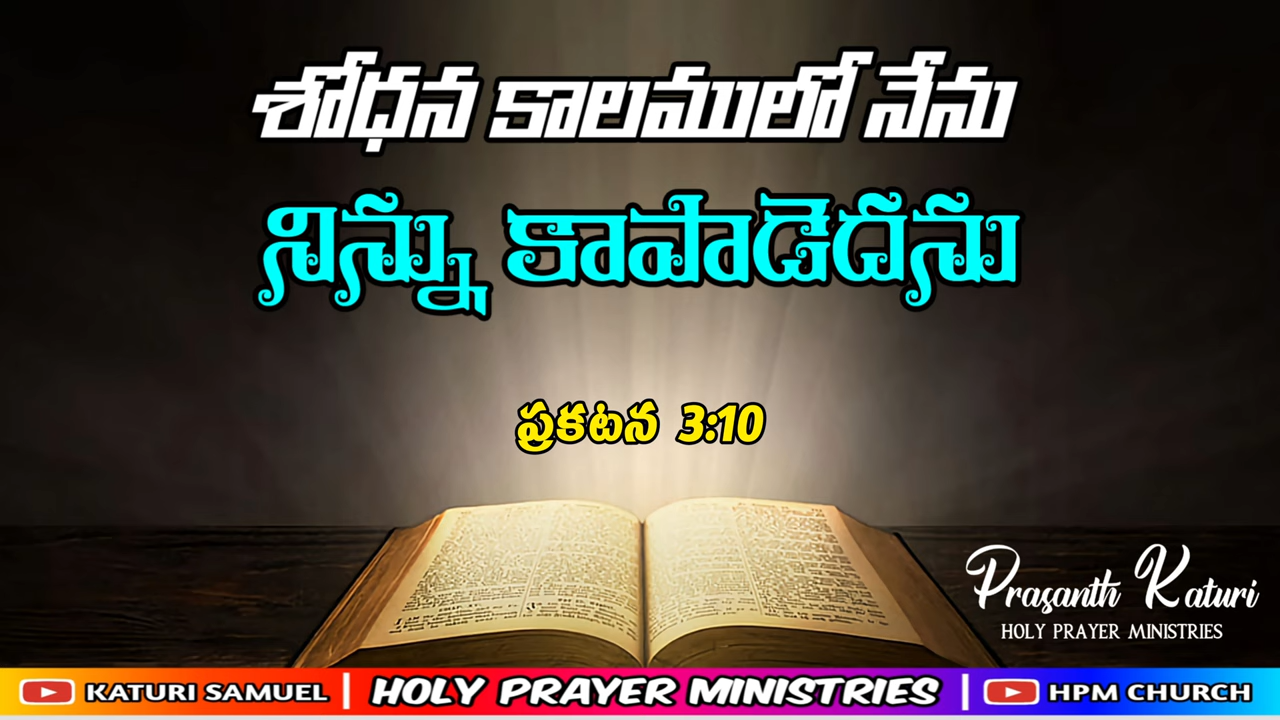 శోధన కాలములో నేను
నిన్ను కాపాడెదను
ప్రకటన 3:10
Prasanth Katuri
HOLY PRAYER MINISTRIES
KATURI SAMUEL | HOLY PRAYER MINISTRIES | HPM CHURCH